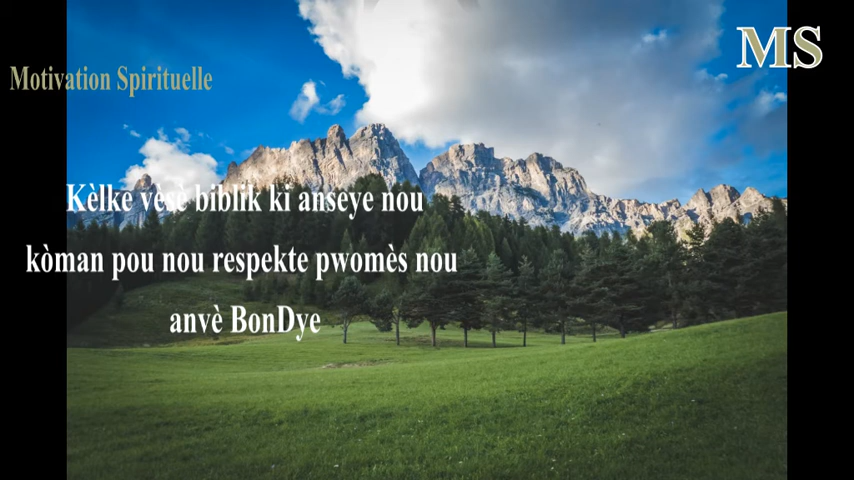 MS
Motivation Spirituelle
Kèlke vèsè biblik ki anseye nou
kòman pou nou respekte pwomès nou
anvè BonDye